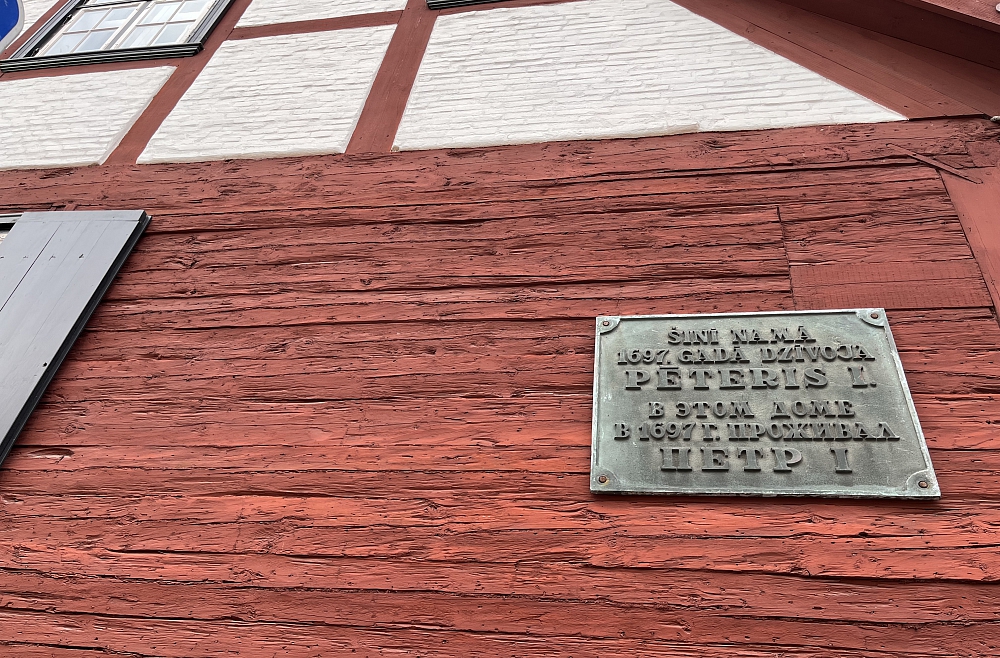 ŠINĪ NAMĀ
1697. GADĀ DZĪVOJA
PĒTERIS I.
В ЭТОМ ДОМЕ
В 1697 Г. ПРОЖИВАЛ
ПЕТР I